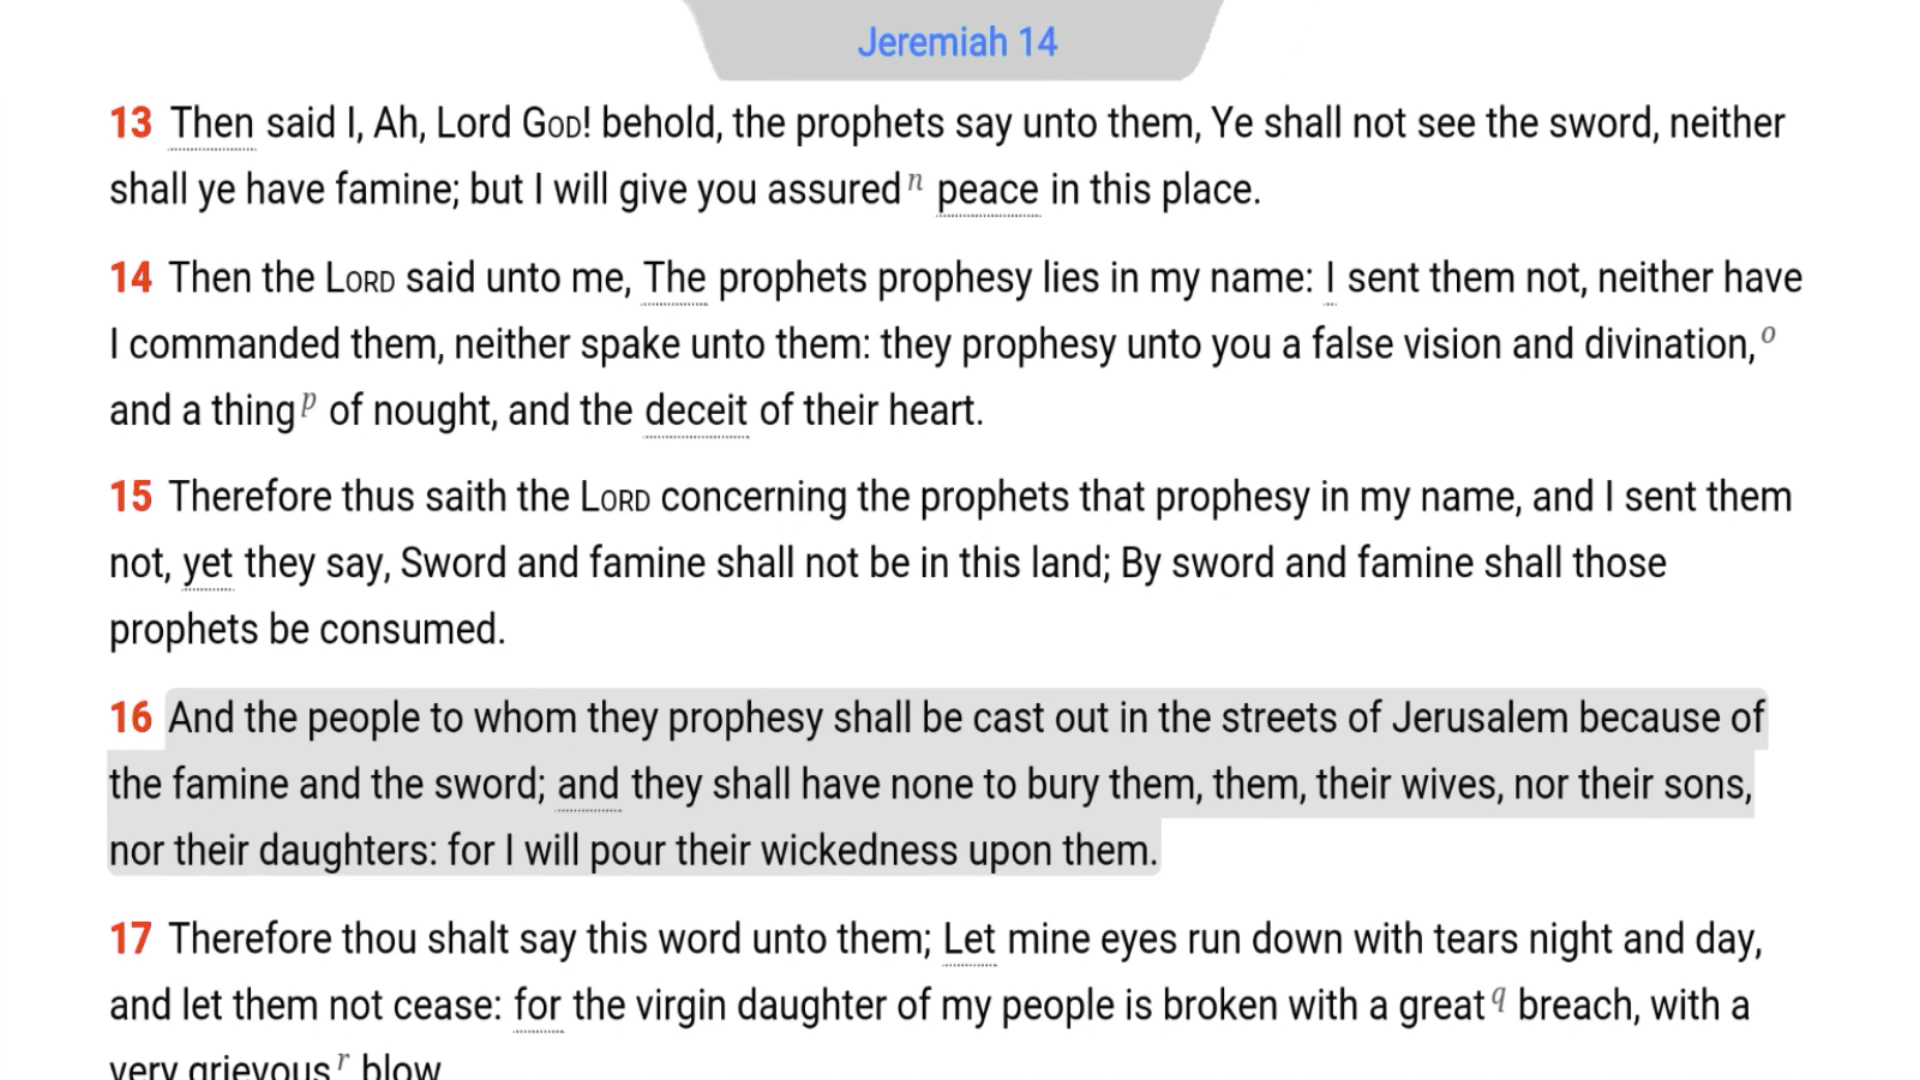 Jeremiah 14
13 Then said I, Ah, Lord GOD! behold, the prophets say unto them, Ye shall not see the sword, neither
shall ye have famine; but I will give you assured n peace in this place.
14 Then the LORD said unto me, The prophets prophesy lies in my name: I sent them not, neither have
I commanded them, neither spake unto them: they prophesy unto you a false vision and divination, o
and a thing p of nought, and the deceit of their heart.
15 Therefore thus saith the LORD concerning the prophets that prophesy in my name, and I sent them
not, yet they say, Sword and famine shall not be in this land; By sword and famine shall those
prophets be consumed.
16 And the people to whom they prophesy shall be cast out in the streets of Jerusalem because of
the famine and the sword; and they shall have none to bury them, them, their wives, nor their sons,
nor their daughters: for I will pour their wickedness upon them.
17 Therefore thou shalt say this word unto them; Let mine eyes run down with tears night and day,
and let them not cease: for the virgin daughter of my people is broken with a great q breach, with a
very grievous r blow